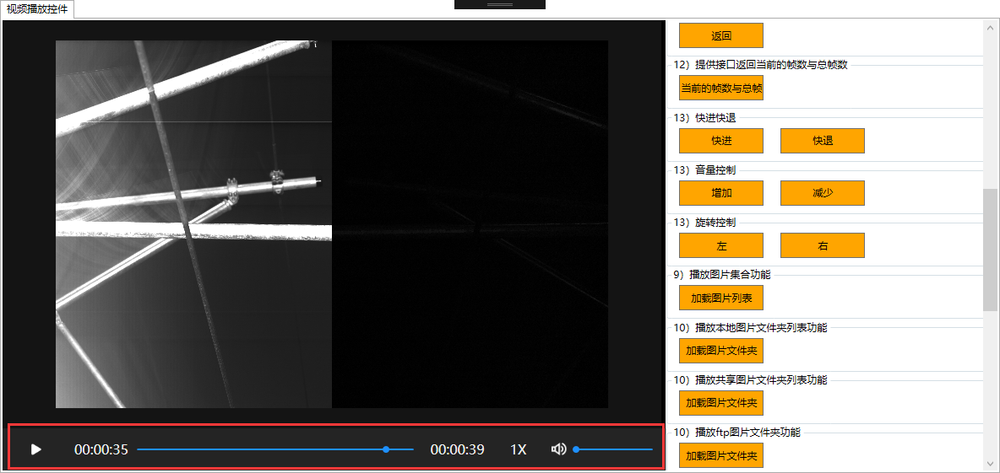 视频播放控件
返回
12）提供接口返回当前的帧数与总帧数
当前的帧数与总帧
13）快进快退
快进 快退
13）音量控制
增加 减少
13）旋转控制
左 右
9）播放图片集合功能
加载图片列表
10）播放本地图片文件夹列表功能
加载图片文件夹
10）播放共享图片文件夹列表功能
加载图片文件夹
10）播放ftp图片文件夹功能
加载图片文件夹
00:00:35 00:00:39 1X